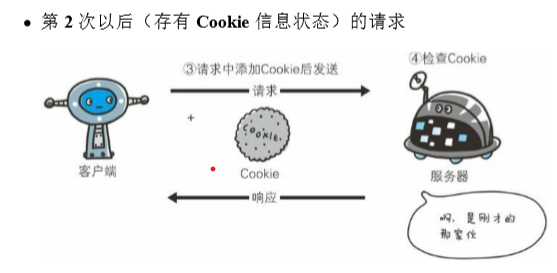 • 第 2 次以后（存有 Cookie 信息状态）的请求
③请求中添加Cookie后发送
④检查Cookie
请求
+
COOKIE
客户端
Cookie
服务器
响应
啊，是刚才的
那家伙